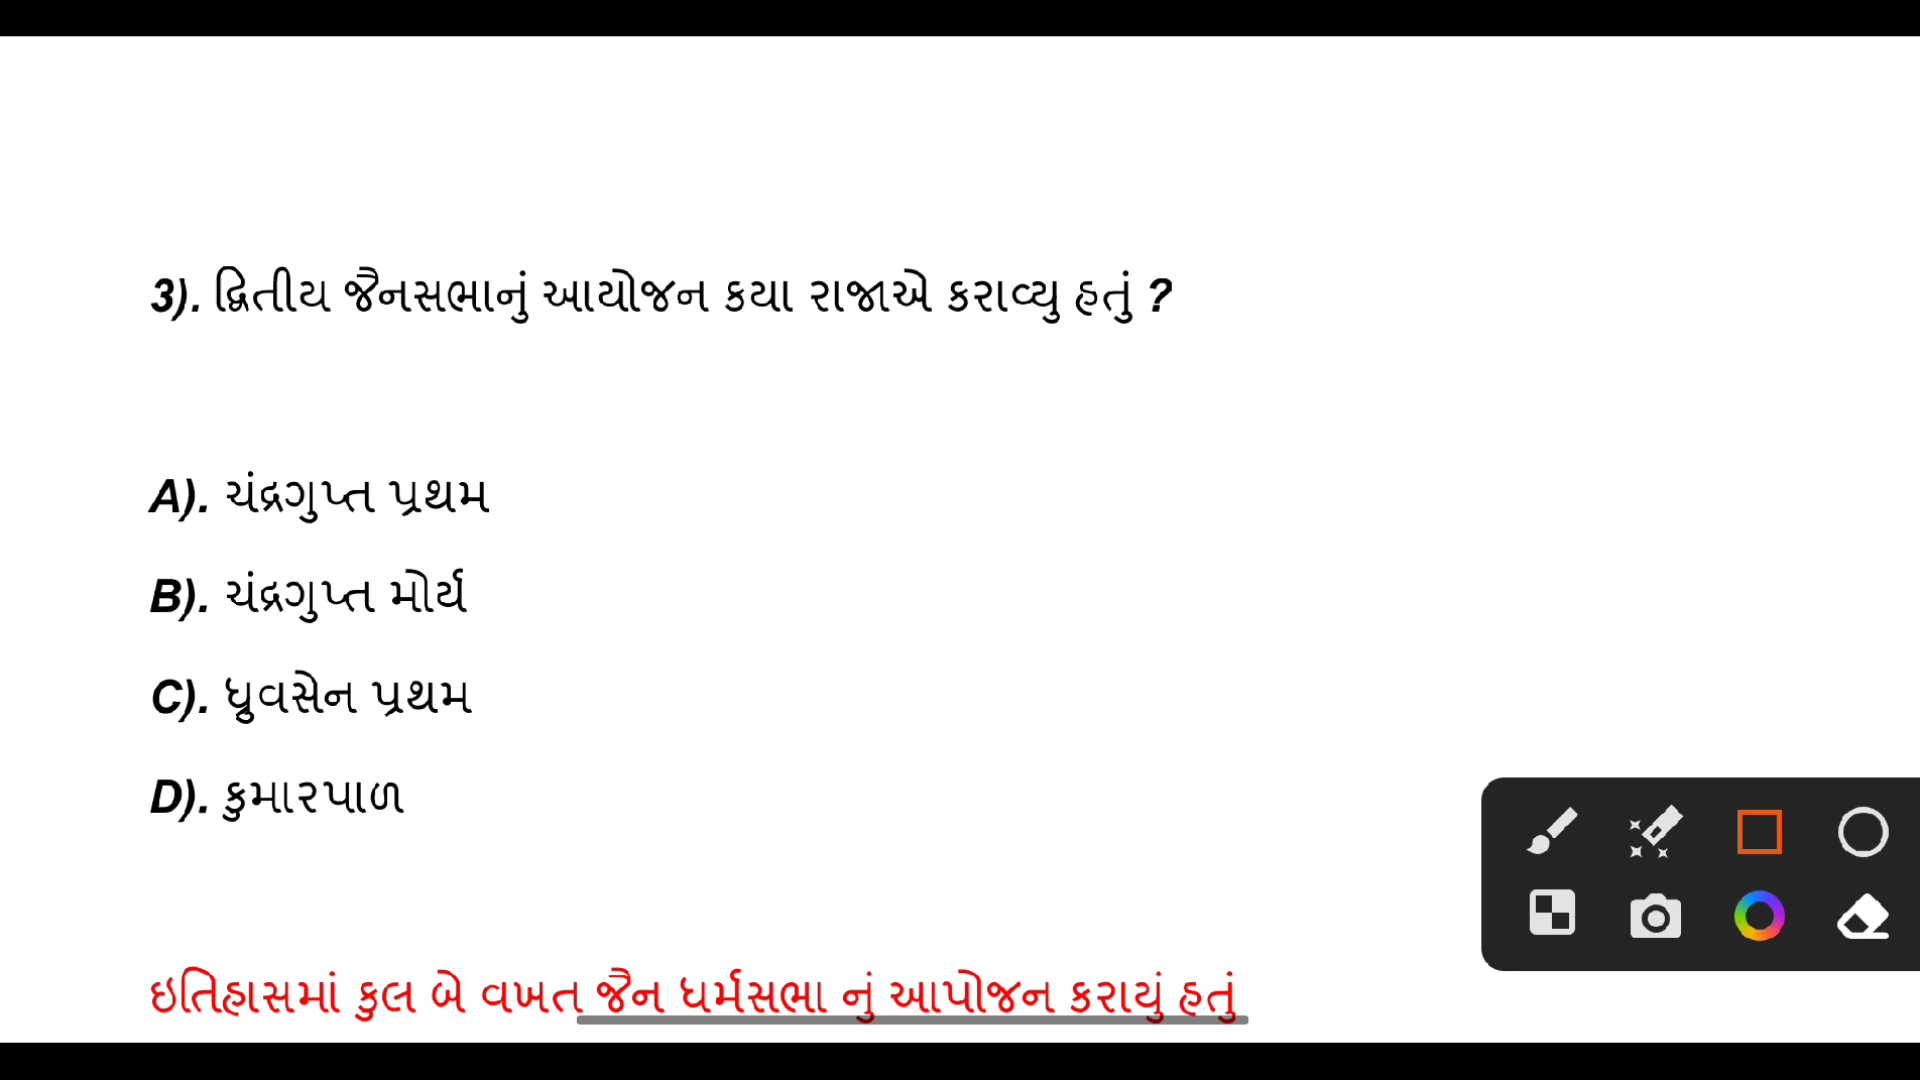 3). દ્વિતીય જૈનસભાનું આયોજન કયા રાજાએ કરાવ્યુ હતું ?
A). ચંદ્રગુપ્ત પ્રથમ
B). ચંદ્રગુપ્ત મોર્ય
C). ધ્રુવસેન પ્રથમ
D). કુમારપાળ
ઇતિહાસમાં કુલ બે વખત જૈન ધર્મસભા નું આપોજન કરાયું હતું